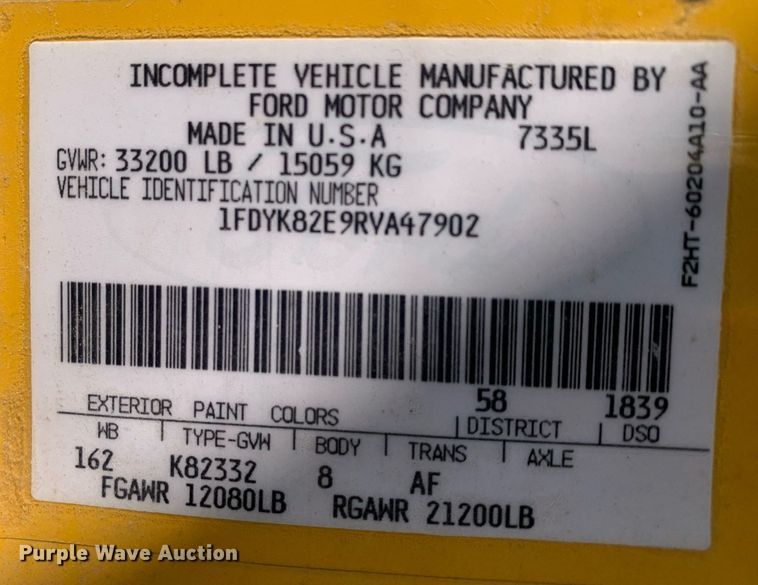 INCOMPLETE VEHICLE MANUFACTURED BY
FORD MOTOR COMPANY
MADE IN U.S.A 7335L
GVWR: 33200 LB / 15059 KG
VEHICLE IDENTIFICATION NUMBER
1FDYK82E9RVA47902
F2HT-60204A10-AA
58 1839
EXTERIOR PAINT COLORS DISTRICT DSO
WB TYPE-GVW BODY TRANS AXLE
162 K82332 8 AF
FGAWR 12080LB RGAWR 21200LB
Purple Wave Auction